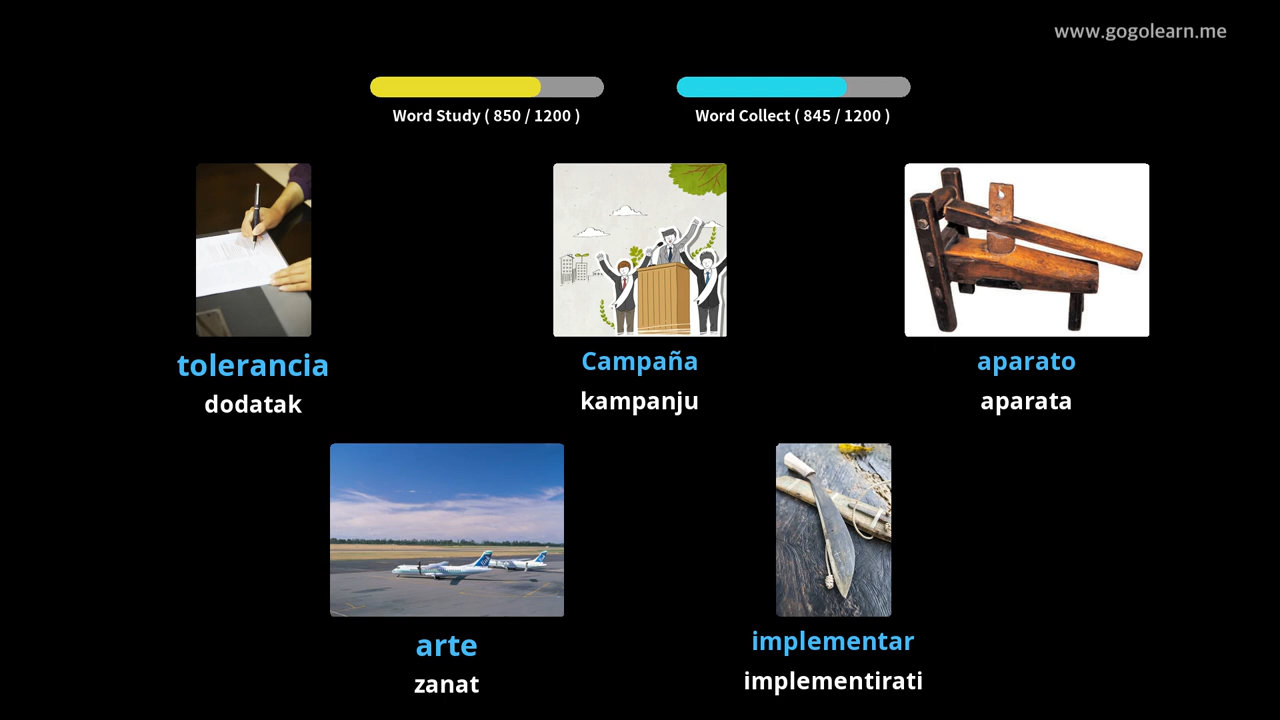 www.gogolearn.me
Word Study ( 850 / 1200 )
Word Collect ( 845 / 1200 )
tolerancia
dodatak
Campaña
kampanju
aparato
aparata
arte
zanat
implementar
implementirati